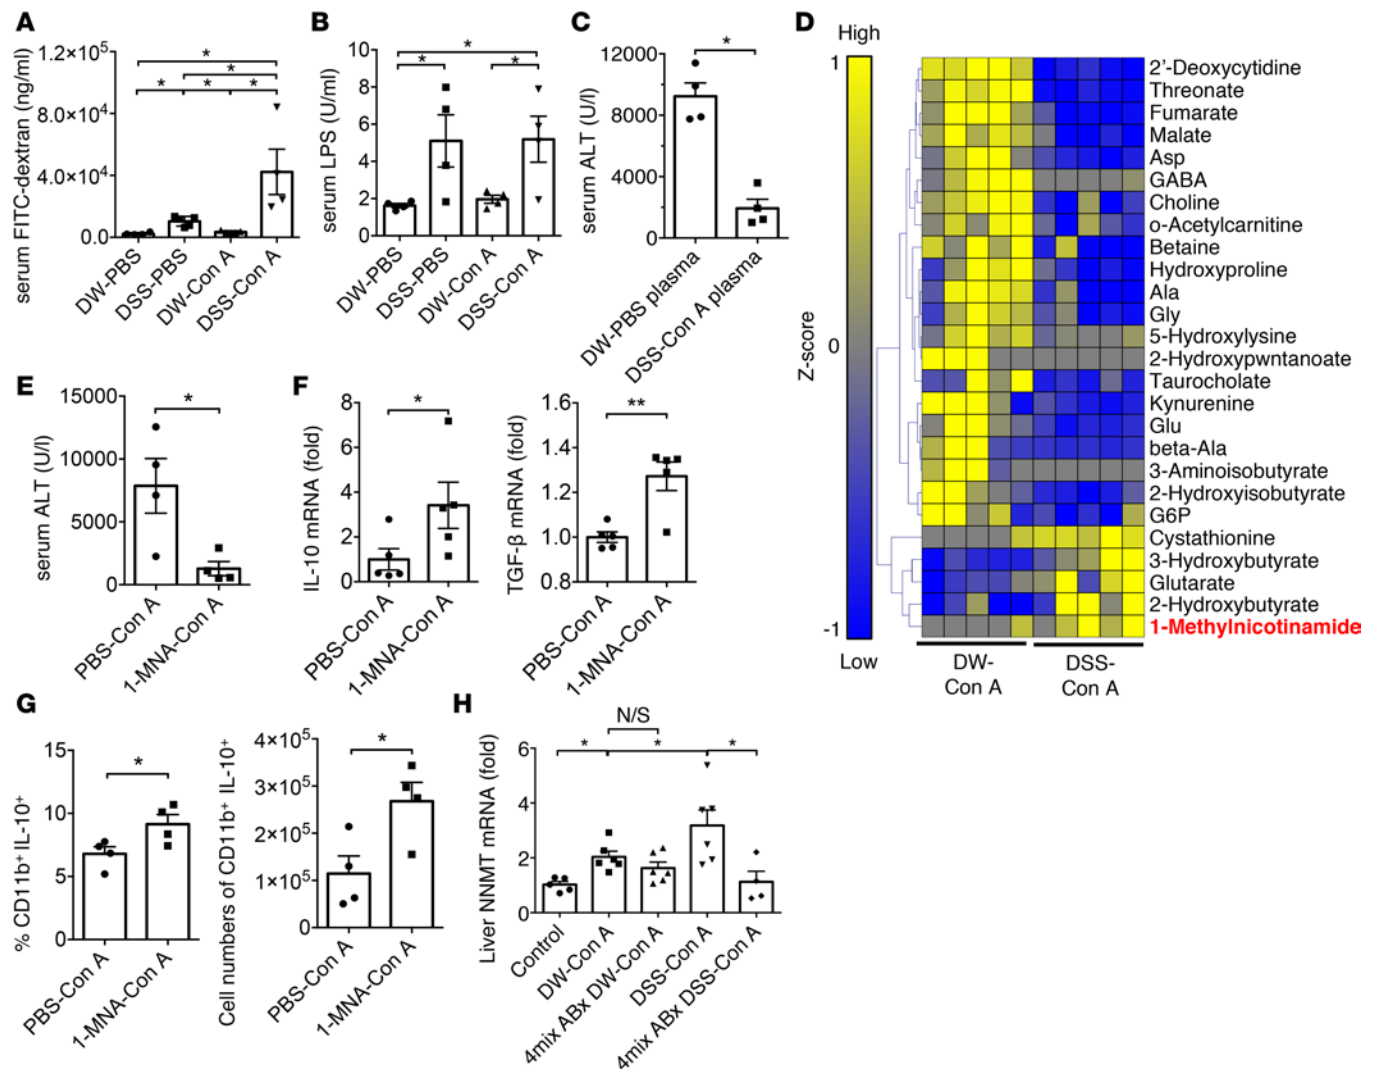 A
serum FITC-dextran (ng/ml)
1.2×10⁵
8.0×10⁴
4.0×10⁴
0.0
*
*
* * *
DW-PBS
DSS-PBS
DW-Con A
DSS-Con A
B
serum LPS (U/ml)
10
8
6
4
2
0
*
* *
DW-PBS
DSS-PBS
DW-Con A
DSS-Con A
C
serum ALT (U/l)
12000
8000
4000
0
*
DW-PBS plasma
DSS-Con A plasma
D
High
1
Z-score
0
-1
Low
2'-Deoxycytidine
Threonate
Fumarate
Malate
Asp
GABA
Choline
o-Acetylcarnitine
Betaine
Hydroxyproline
Ala
Gly
5-Hydroxylysine
2-Hydroxypwntanoate
Taurocholate
Kynurenine
Glu
beta-Ala
3-Aminoisobutyrate
2-Hydroxyisobutyrate
G6P
Cystathionine
3-Hydroxybutyrate
Glutarate
2-Hydroxybutyrate
1-Methylnicotinamide
DW-
Con A
DSS-
Con A
E
serum ALT (U/l)
15000
10000
5000
0
*
PBS-Con A
1-MNA-Con A
F
IL-10 mRNA (fold)
8
6
4
2
0
*
PBS-Con A
1-MNA-Con A
TGF-β mRNA (fold)
1.6
1.4
1.2
1.0
0.8
**
PBS-Con A
1-MNA-Con A
G
% CD11b⁺ IL-10⁺
15
10
5
0
*
PBS-Con A
1-MNA-Con A
Cell numbers of CD11b⁺ IL-10⁺
4×10⁵
3×10⁵
2×10⁵
1×10⁵
0
*
PBS-Con A
1-MNA-Con A
H
Liver NNMT mRNA (fold)
6
4
2
0
N/S
* * *
Control
DW-Con A
4mix ABx DW-Con A
DSS-Con A
4mix ABx DSS-Con A